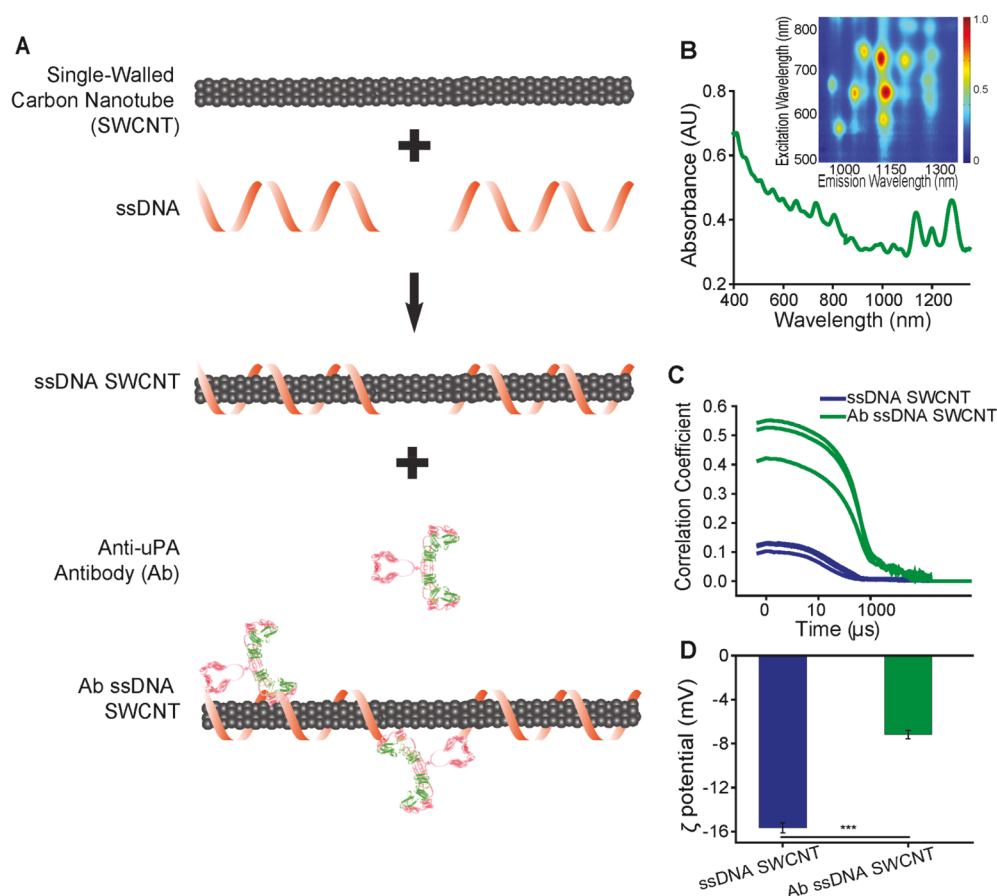 A
Single-Walled
Carbon Nanotube
(SWCNT)
ssDNA
ssDNA SWCNT
Anti-uPA
Antibody (Ab)
Ab ssDNA
SWCNT
B
Absorbance (AU)
0.8
0.6
0.4
0.2
400 600 800 1000 1200
Wavelength (nm)
Excitation Wavelength (nm)
800
700
600
500
1000 1150 1300
Emission Wavelength (nm)
1.0
0.5
0
C
ssDNA SWCNT
Ab ssDNA SWCNT
Correlation Coefficient
0.6
0.5
0.4
0.3
0.2
0.1
0.0
0 10 1000
Time (µs)
D
ζ potential (mV)
0
-4
-8
-12
-16
***
ssDNA SWCNT
Ab ssDNA SWCNT